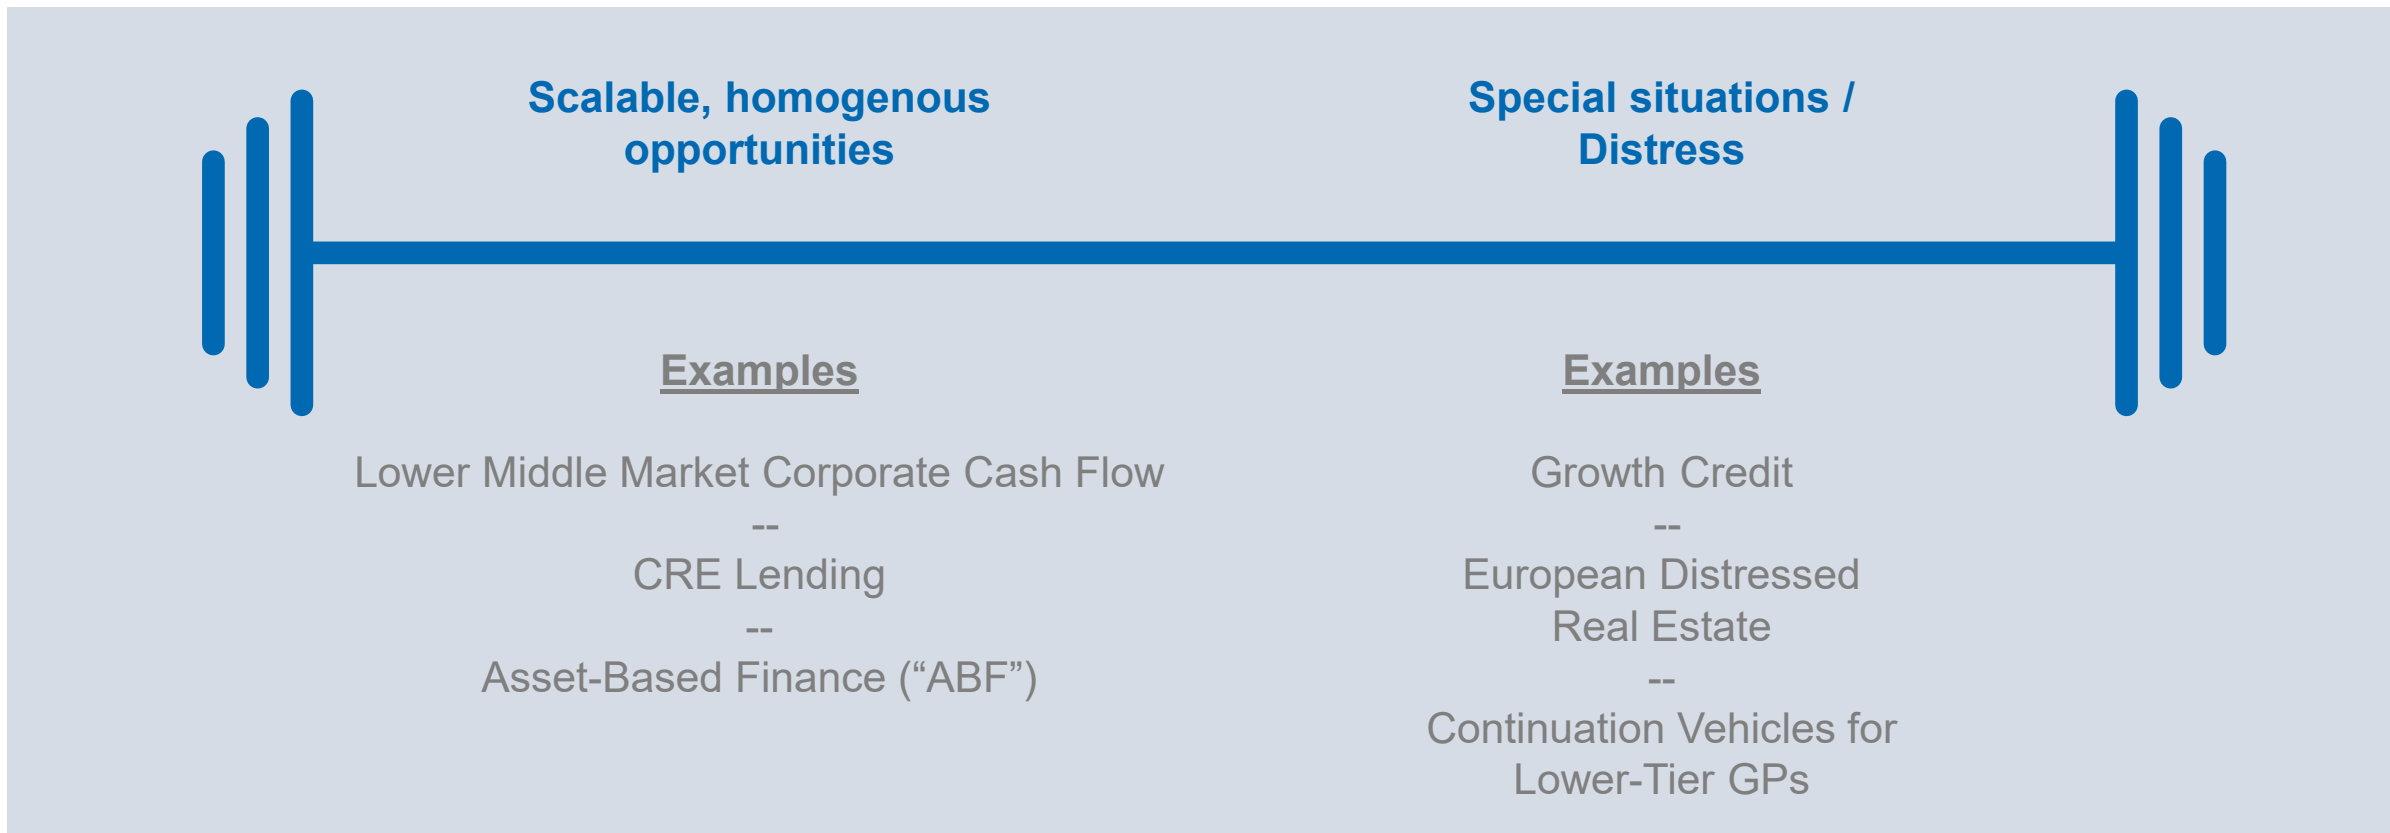 Scalable, homogenous
opportunities
Examples
Lower Middle Market Corporate Cash Flow
--
CRE Lending
--
Asset-Based Finance (“ABF”)
Special situations /
Distress
Examples
Growth Credit
--
European Distressed
Real Estate
--
Continuation Vehicles for
Lower-Tier GPs